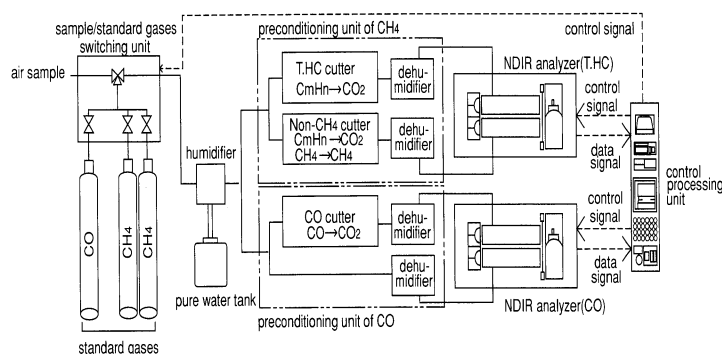 sample/standard gases
switching unit
air sample
CO
CH4
CH4
standard gases
humidifier
pure water tank
preconditioning unit of CH4
T.HC cutter
CmHn→CO2
dehu-
midifier
Non-CH4 cutter
CmHn→CO2
CH4→CH4
dehu-
midifier
CO cutter
CO→CO2
dehu-
midifier
dehu-
midifier
preconditioning unit of CO
NDIR analyzer(T.HC)
NDIR analyzer(CO)
control signal
control
signal
data
signal
control
signal
data
signal
control
processing
unit